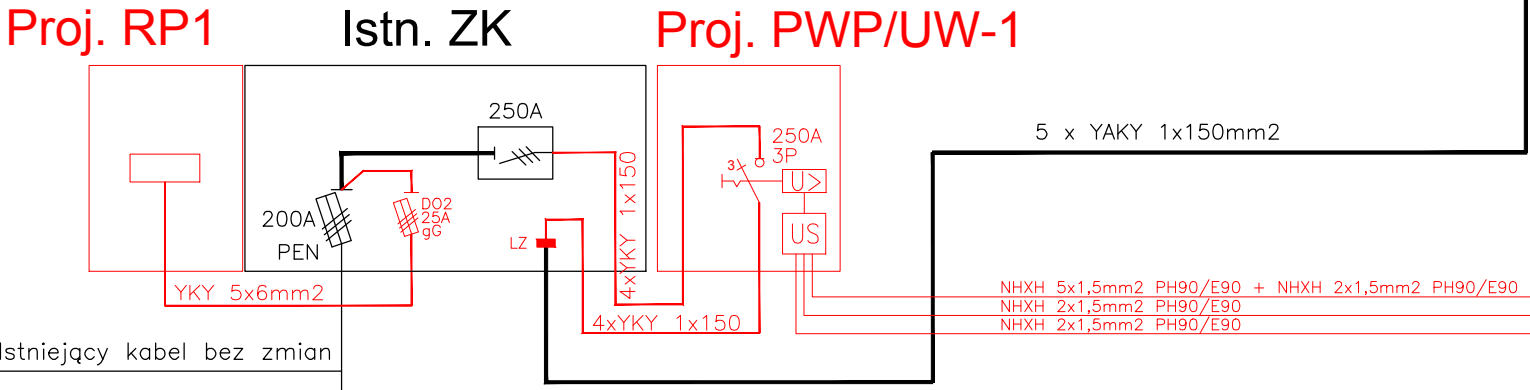 Proj. RP1
Istn. ZK
Proj. PWP/UW-1
250A
250A
3P
3
U>
US
5 x YAKY 1x150mm2
200A
PEN
DO2
25A
gG
LZ
4xYKY 1x150
YKY 5x6mm2
4xYKY 1x150
NHXH 5x1,5mm2 PH90/E90 + NHXH 2x1,5mm2 PH90/E90
NHXH 2x1,5mm2 PH90/E90
NHXH 2x1,5mm2 PH90/E90
Istniejący kabel bez zmian